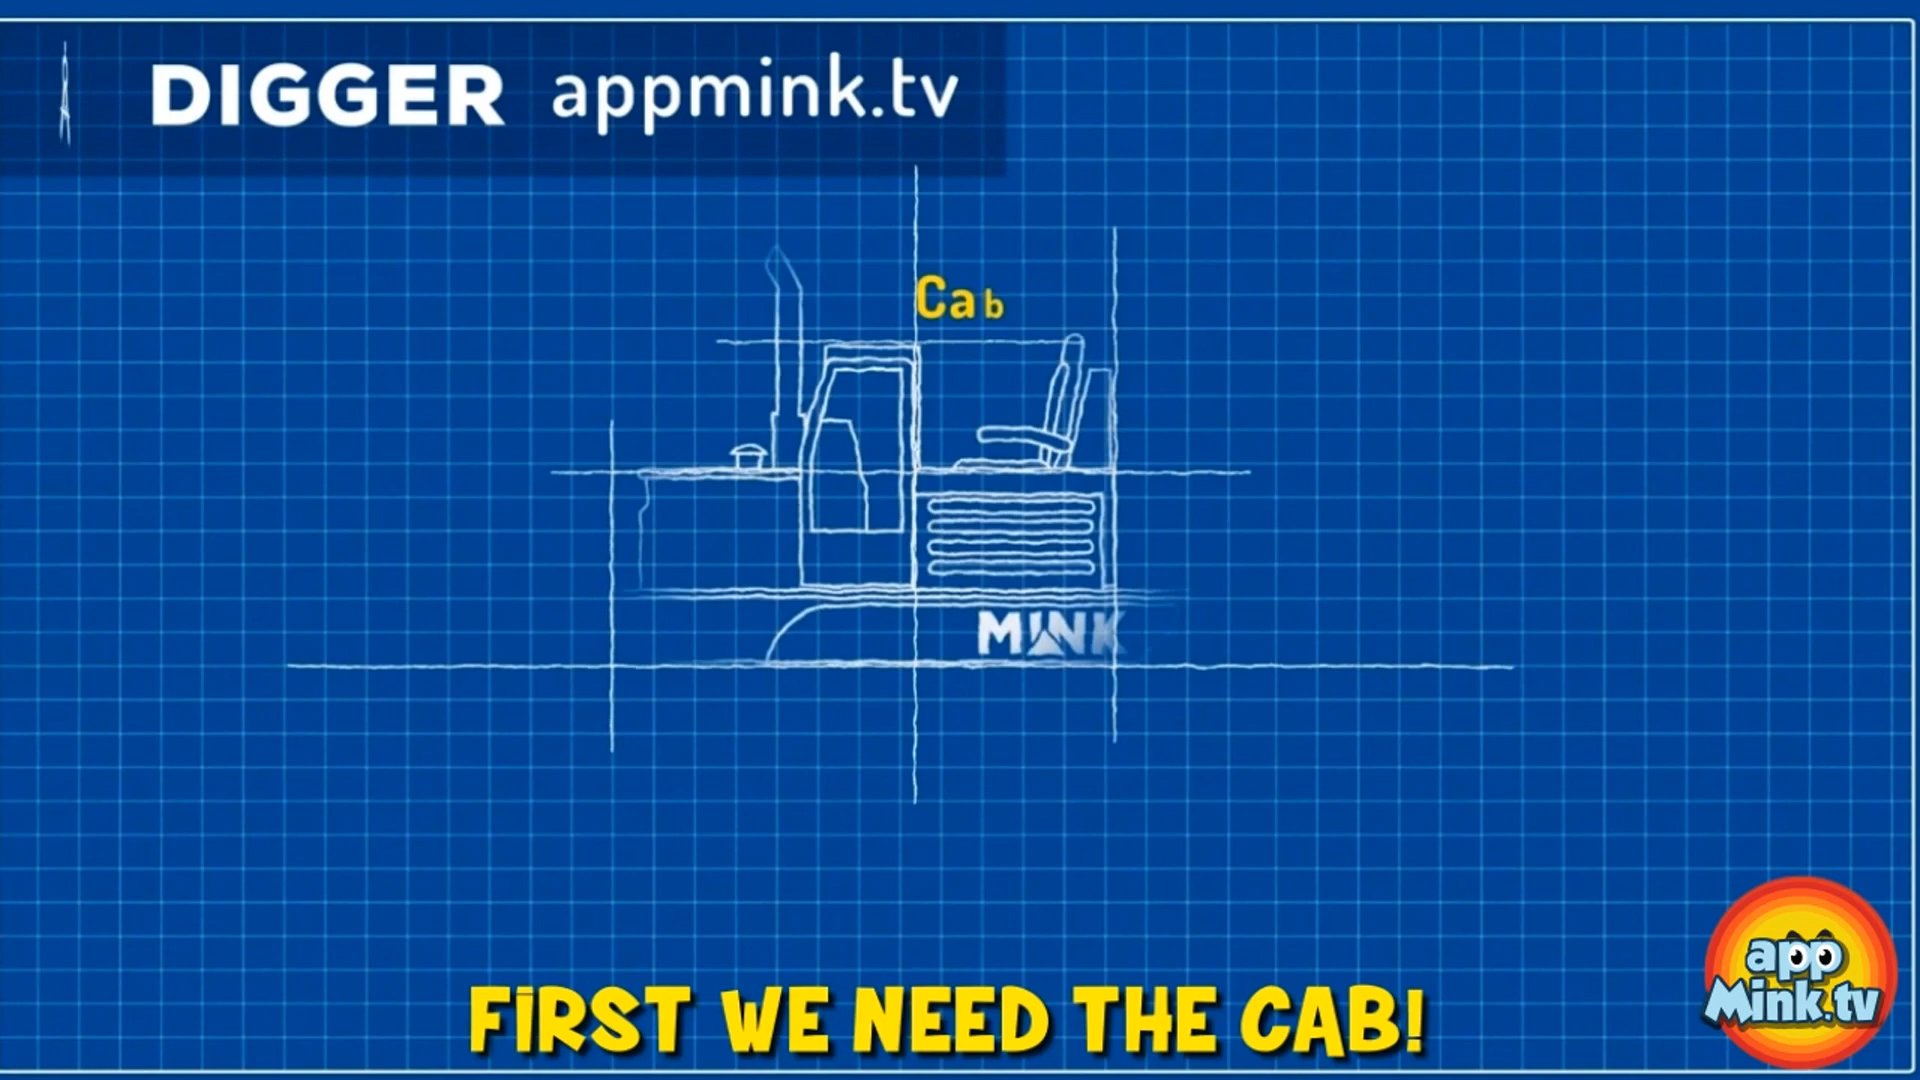 DIGGER appmink.tv
Cab
MINK
FIRST WE NEED THE CAB!
app
Mink.tv